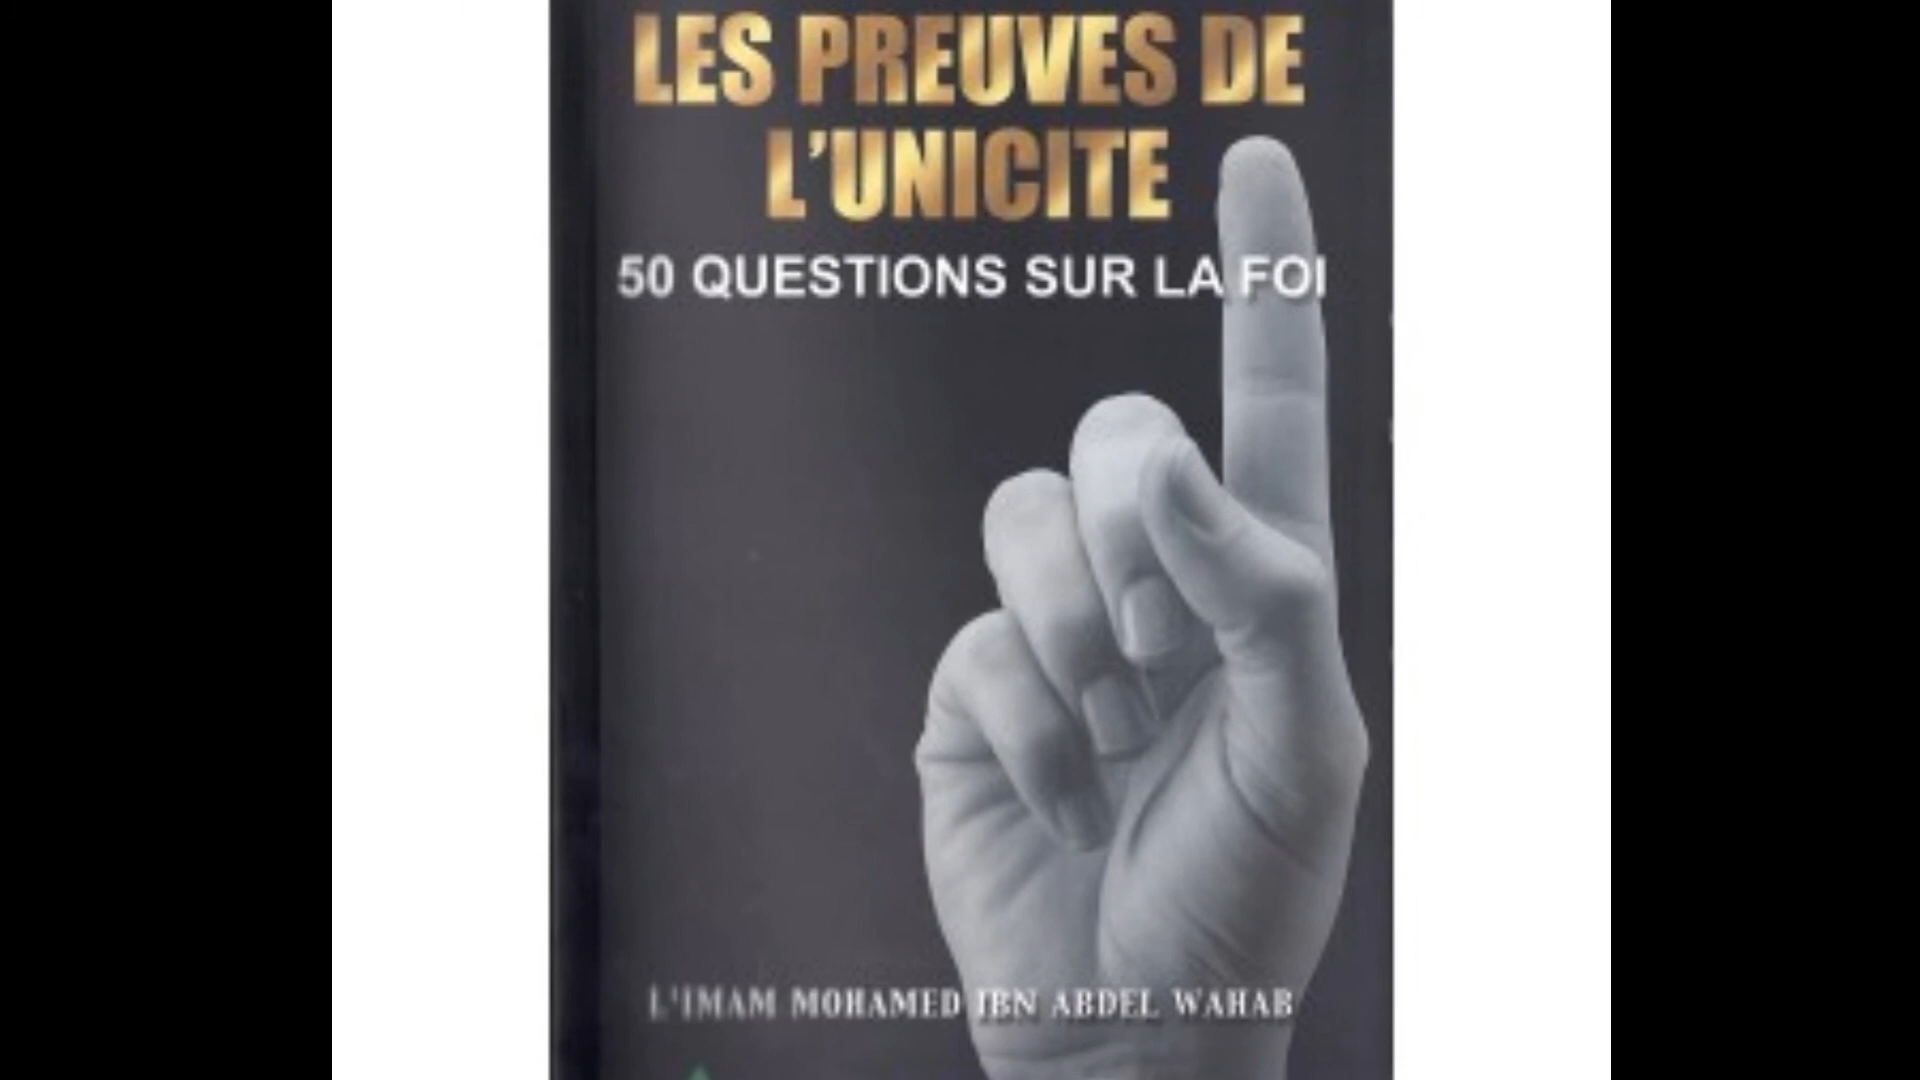 LES PREUVES DE
L'UNICITE
50 QUESTIONS SUR LA FOI
L'IMAM MOHAMED IBN ABDEL WAHAB